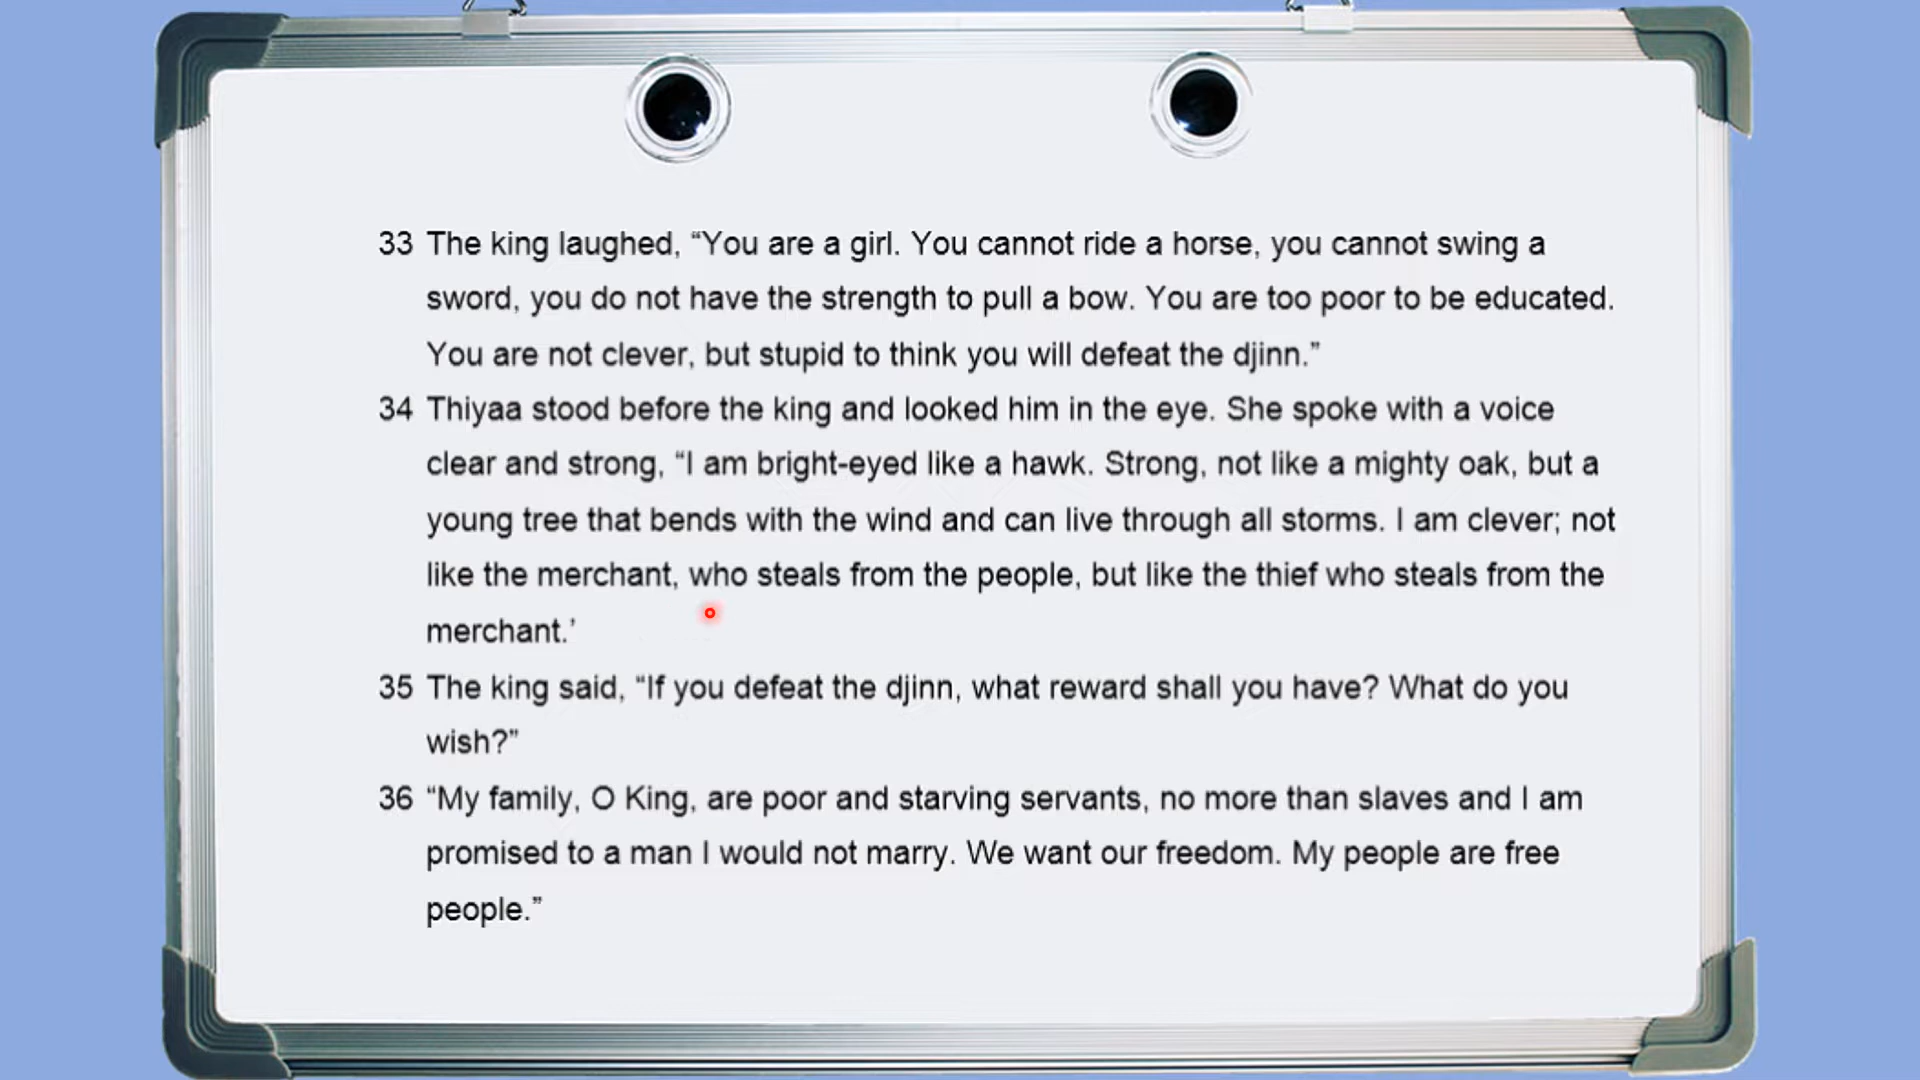 33 The king laughed, “You are a girl. You cannot ride a horse, you cannot swing a
sword, you do not have the strength to pull a bow. You are too poor to be educated.
You are not clever, but stupid to think you will defeat the djinn.”
34 Thiyaa stood before the king and looked him in the eye. She spoke with a voice
clear and strong, “I am bright-eyed like a hawk. Strong, not like a mighty oak, but a
young tree that bends with the wind and can live through all storms. I am clever; not
like the merchant, who steals from the people, but like the thief who steals from the
merchant.’
35 The king said, “If you defeat the djinn, what reward shall you have? What do you
wish?”
36 “My family, O King, are poor and starving servants, no more than slaves and I am
promised to a man I would not marry. We want our freedom. My people are free
people.”